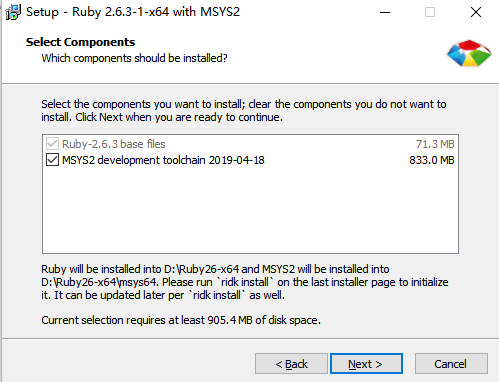 Setup - Ruby 2.6.3-1-x64 with MSYS2
Select Components
Which components should be installed?
Select the components you want to install; clear the components you do not want to
install. Click Next when you are ready to continue.
Ruby-2.6.3 base files 71.3 MB
MSYS2 development toolchain 2019-04-18 833.0 MB
Ruby will be installed into D:\Ruby26-x64 and MSYS2 will be installed into
D:\Ruby26-x64\msys64. Please run `ridk install` on the last installer page to initialize
it. It can be updated later per `ridk install` as well.
Current selection requires at least 905.4 MB of disk space.
< Back Next > Cancel